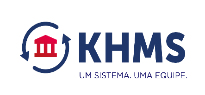 KHMS
UM SISTEMA. UMA EQUIPE.